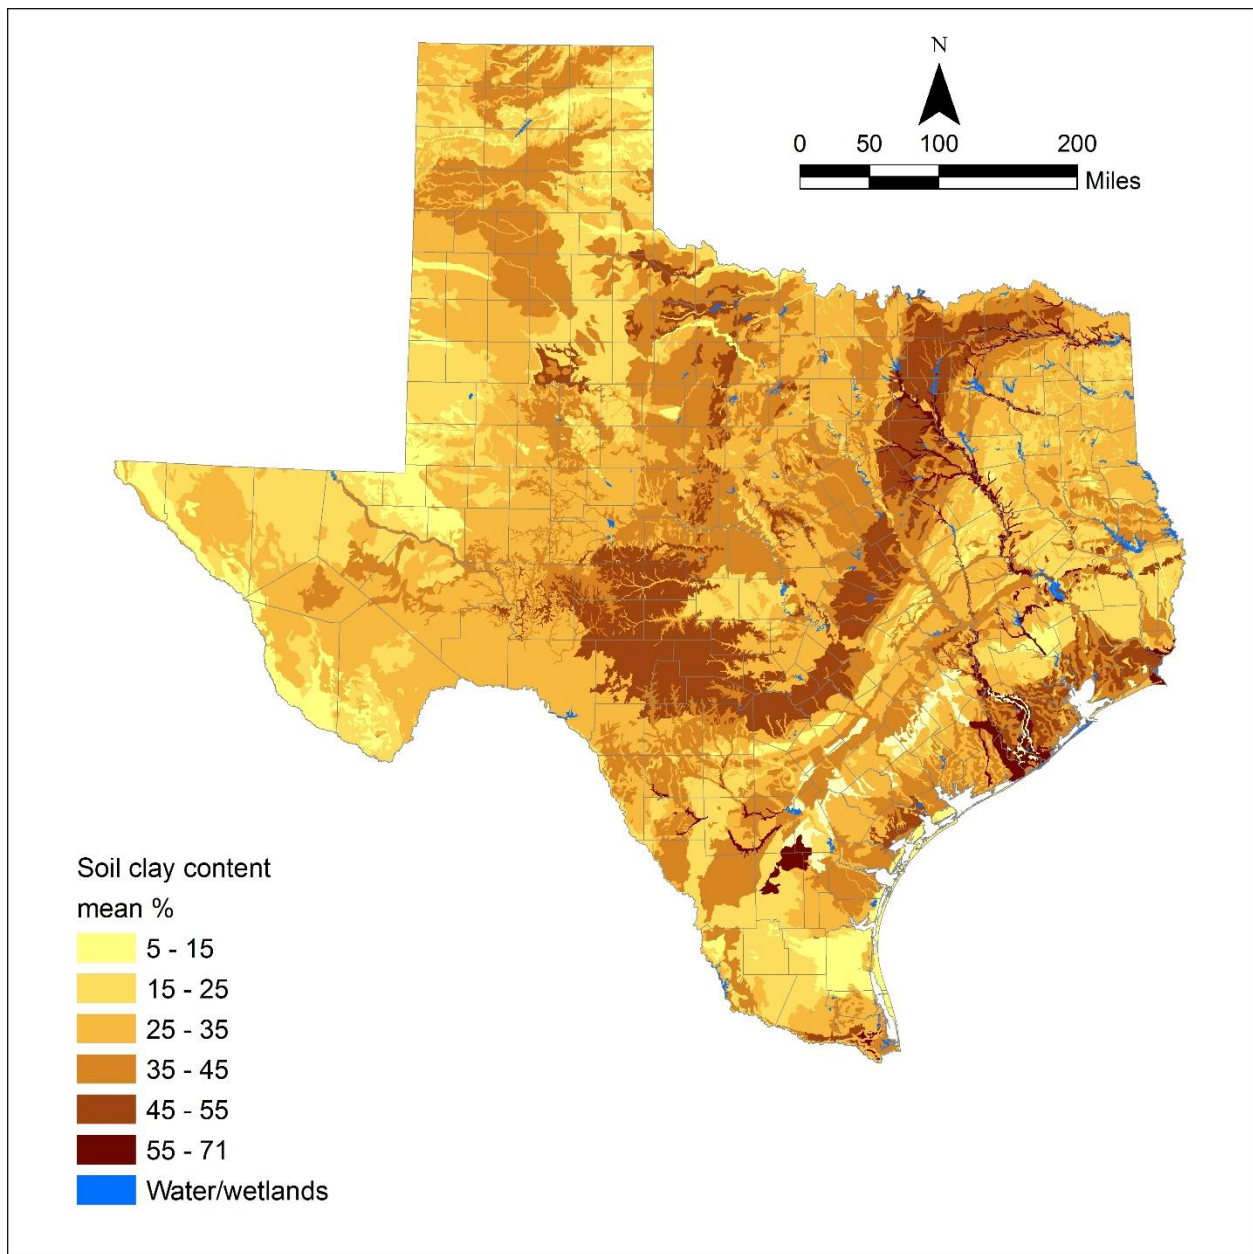 N
0 50 100 200
Miles
Soil clay content
mean %
5 - 15
15 - 25
25 - 35
35 - 45
45 - 55
55 - 71
Water/wetlands